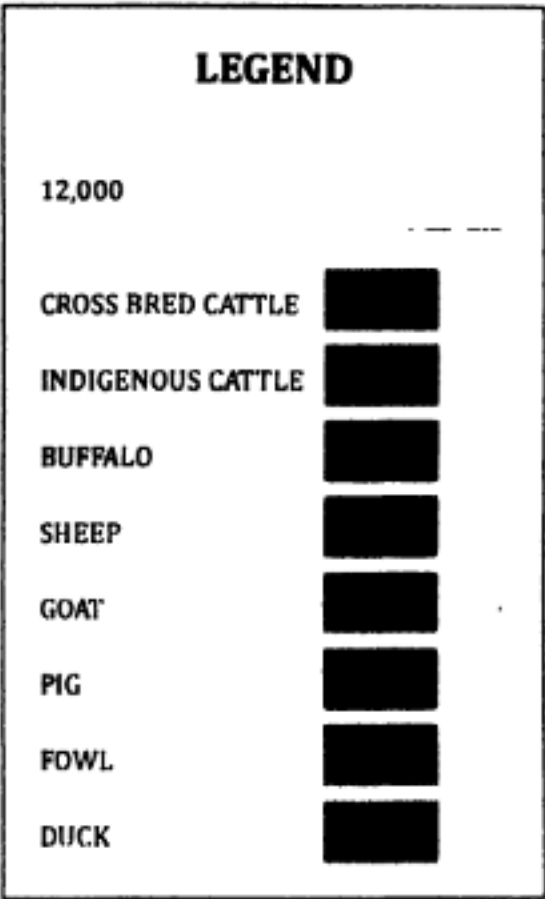 LEGEND
12,000
CROSS BRED CATTLE
INDIGENOUS CATTLE
BUFFALO
SHEEP
GOAT
PIG
FOWL
DUCK